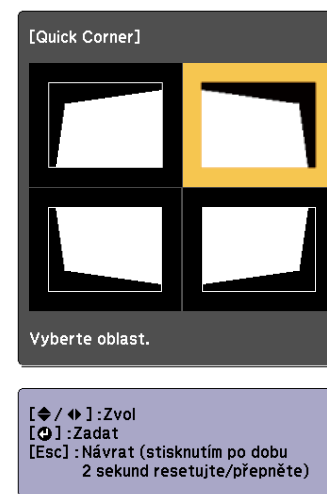 [Quick Corner]
Vyberte oblast.
[ / ] :Zvol
[ ] :Zadat
[Esc] :Návrat (stisknutím po dobu
2 sekund resetujte/přepněte)